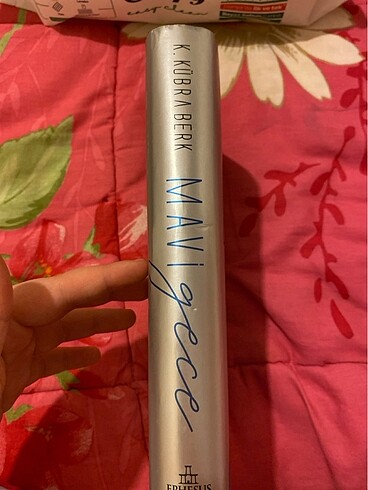 K. KÜBRA BERK
MAVİ gece
EPHESUS